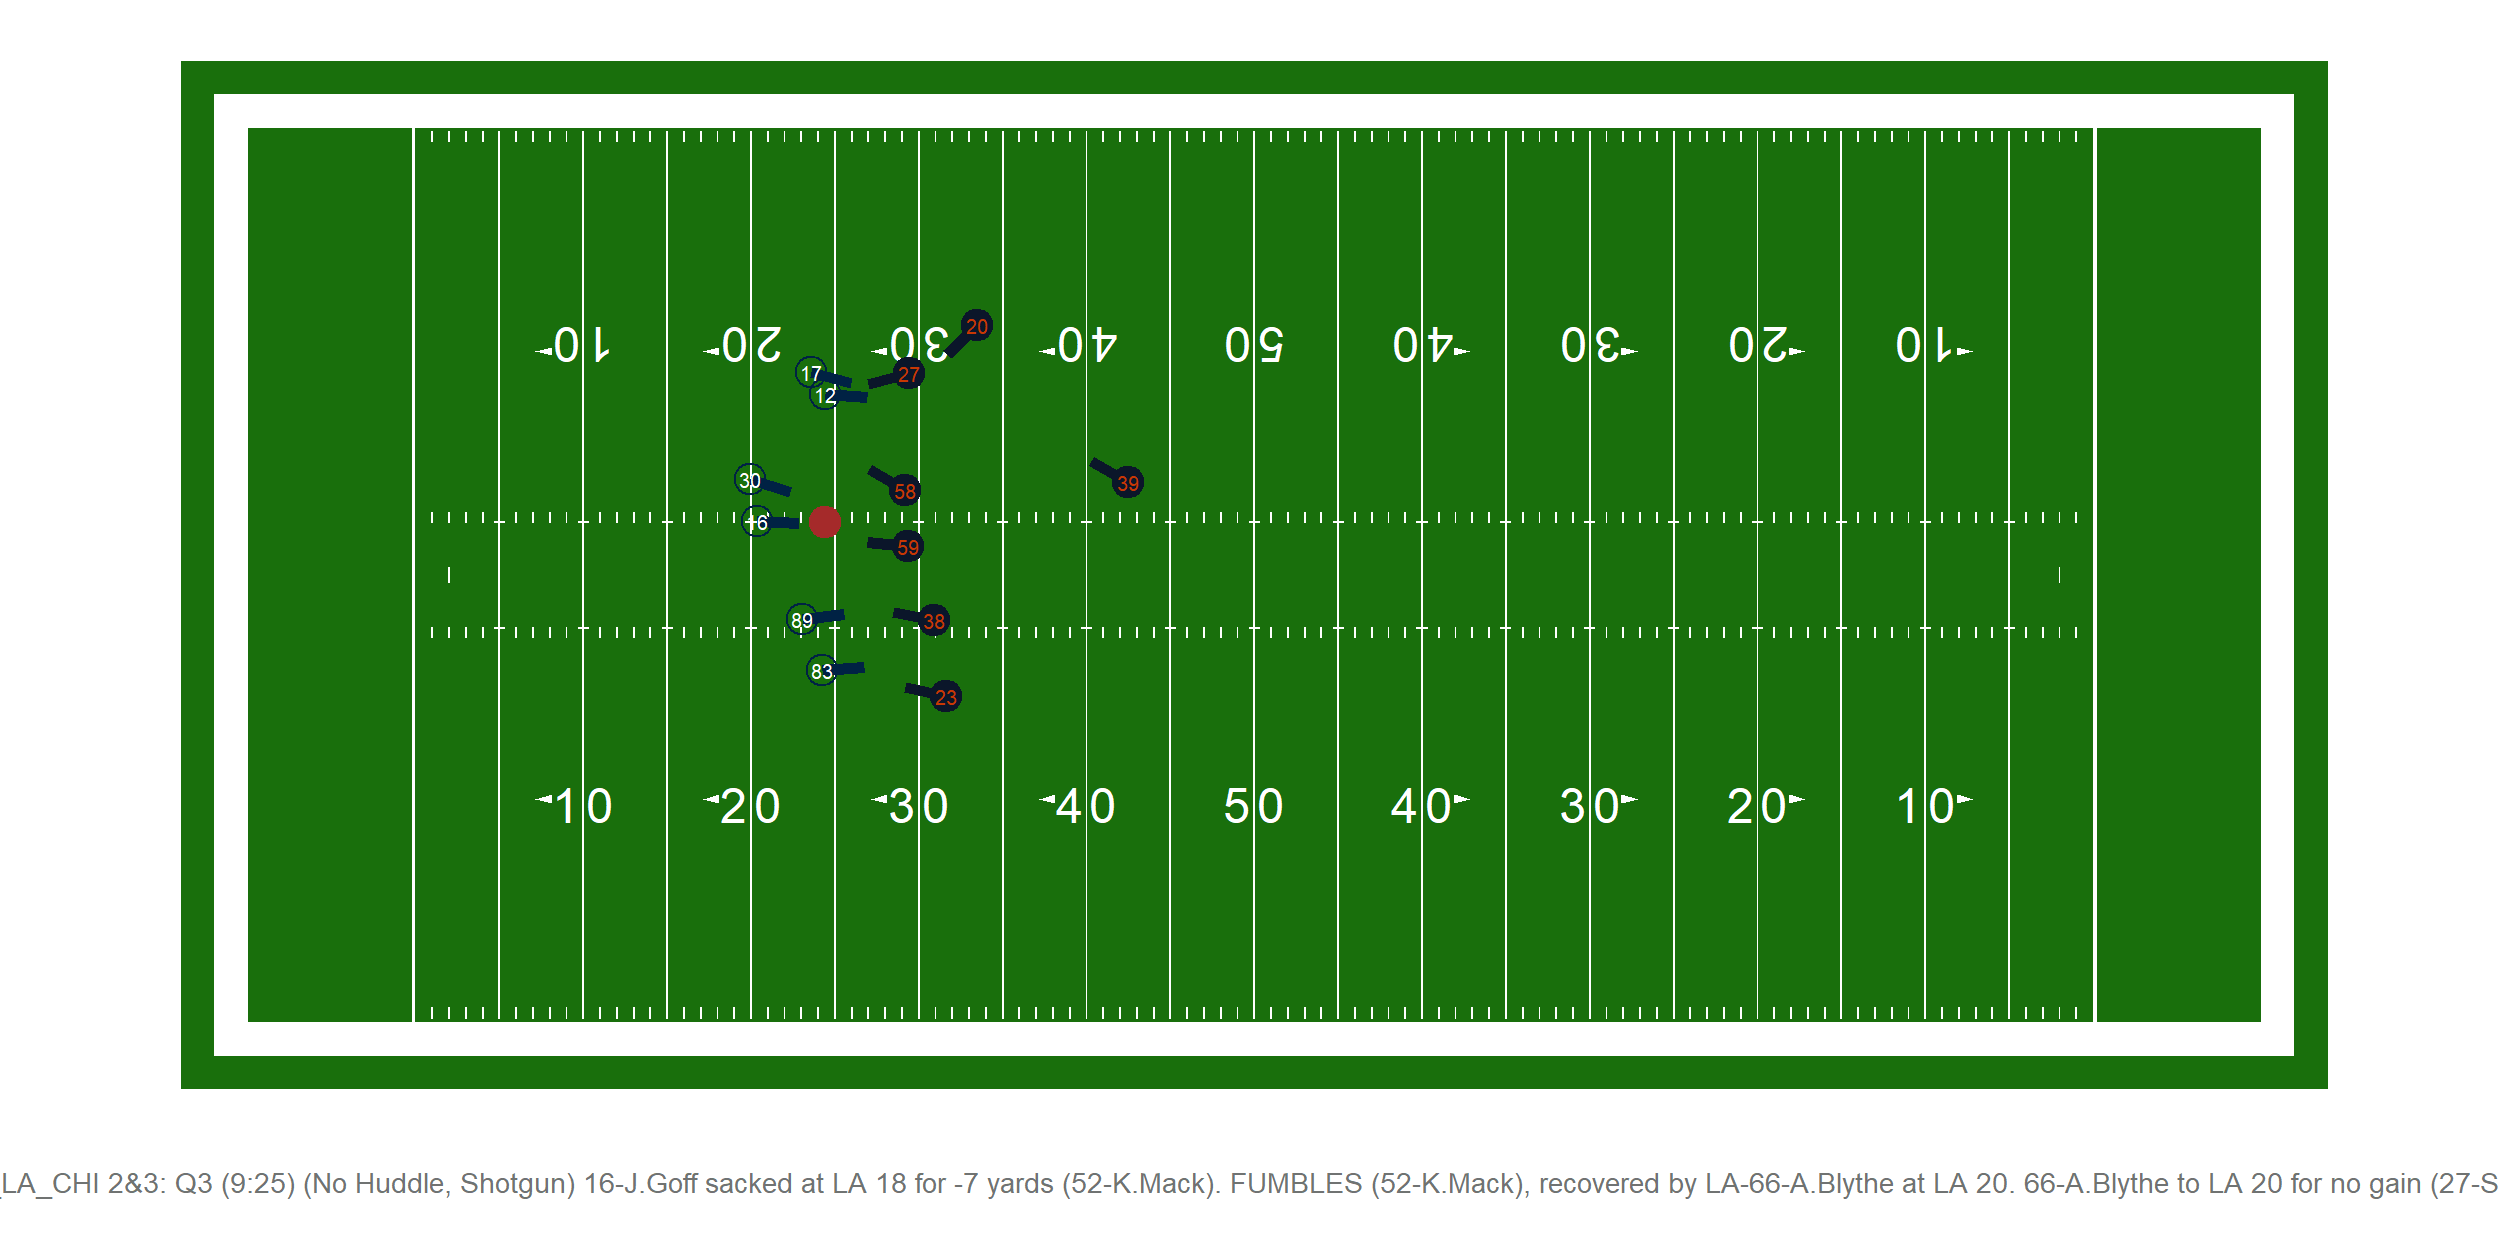 10 20 30 40 50 40 30 20 10
20
17 27
12
30 58 39
16
59
89 38
83
23
10 20 30 40 50 40 30 20 10
_LA_CHI 2&3: Q3 (9:25) (No Huddle, Shotgun) 16-J.Goff sacked at LA 18 for -7 yards (52-K.Mack). FUMBLES (52-K.Mack), recovered by LA-66-A.Blythe at LA 20. 66-A.Blythe to LA 20 for no gain (27-S